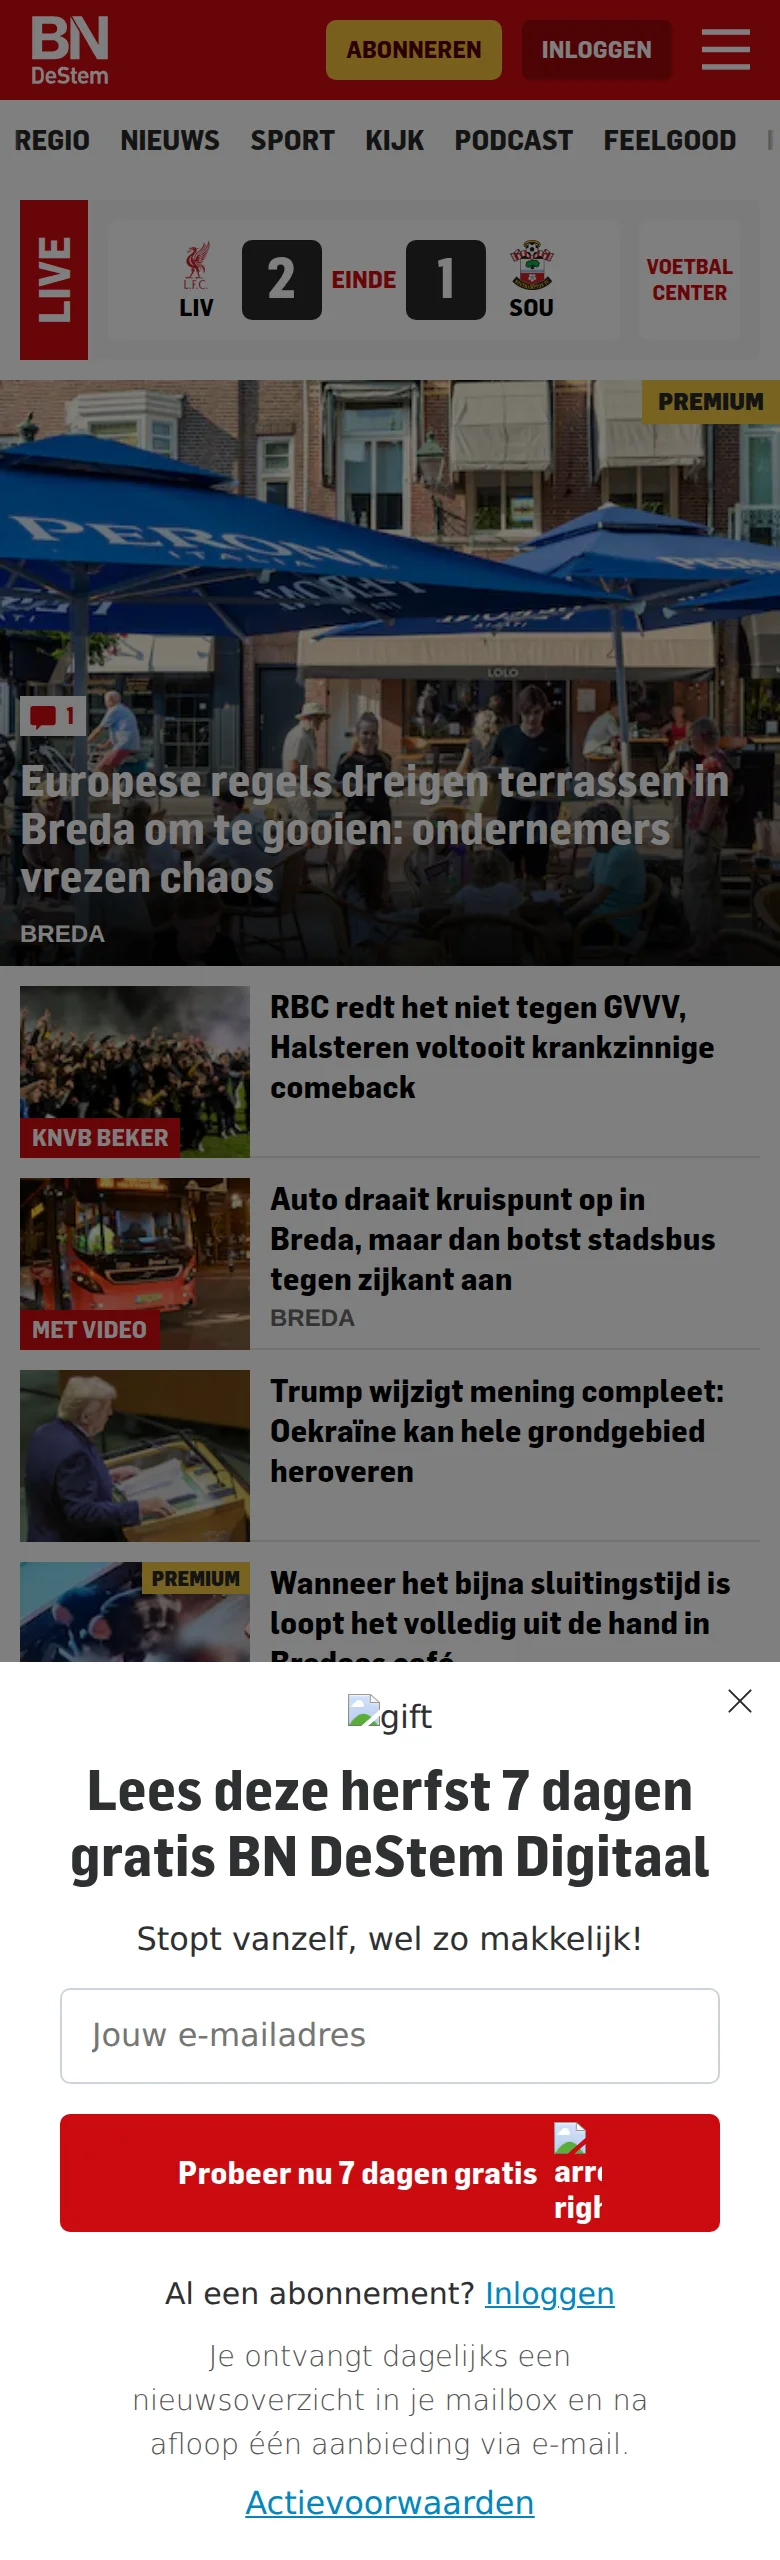 BN
DeStem
ABONNEREN
INLOGGEN
REGIO NIEUWS SPORT KIJK PODCAST FEELGOOD
LIVE
L.F.C.
LIV
2
EINDE
1
SOU
VOETBAL
CENTER
PREMIUM
PERONI
ITALIA
LOLO
1
Europese regels dreigen terrassen in
Breda om te gooien: ondernemers
vrezen chaos
BREDA
KNVB BEKER
RBC redt het niet tegen GVVV,
Halsteren voltooit krankzinnige
comeback
MET VIDEO
Auto draait kruispunt op in
Breda, maar dan botst stadsbus
tegen zijkant aan
BREDA
Trump wijzigt mening compleet:
Oekraïne kan hele grondgebied
heroveren
PREMIUM
Wanneer het bijna sluitingstijd is
loopt het volledig uit de hand in
Bredase café
gift
Lees deze herfst 7 dagen
gratis BN DeStem Digitaal
Stopt vanzelf, wel zo makkelijk!
Jouw e-mailadres
Probeer nu 7 dagen gratis
arro
righ
Al een abonnement? Inloggen
Je ontvangt dagelijks een
nieuwsoverzicht in je mailbox en na
afloop één aanbieding via e-mail.
Actievoorwaarden